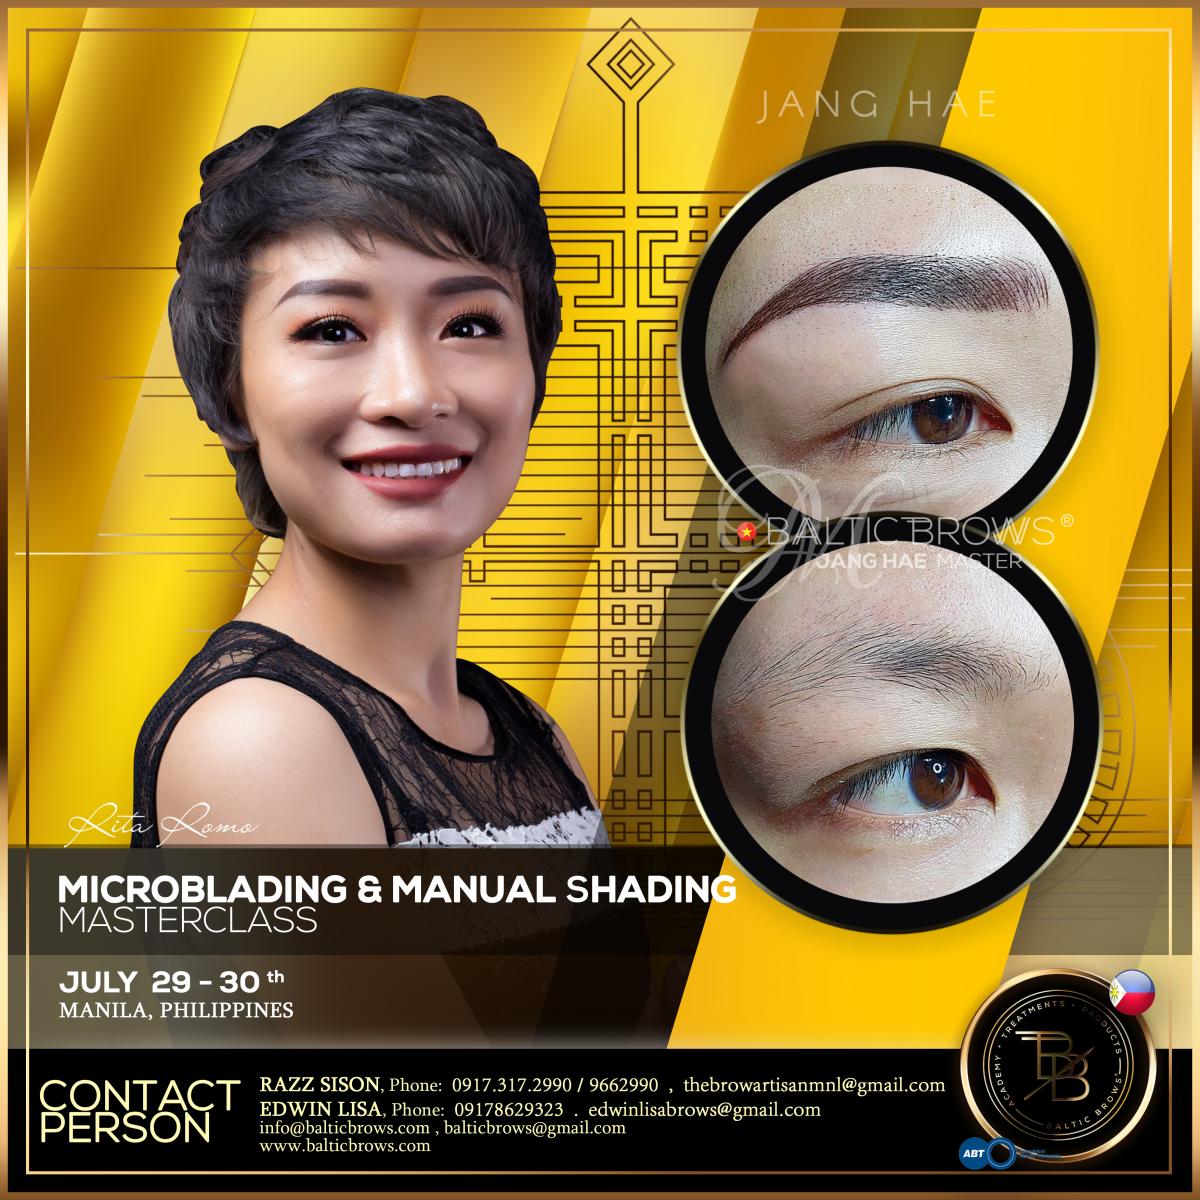 JANG HAE
BALTIC BROWS®
JANG HAE MASTER
Rita Romo
MICROBLADING & MANUAL SHADING
MASTERCLASS
JULY 29 - 30 th
MANILA, PHILIPPINES
CONTACT
PERSON
RAZZ SISON, Phone: 0917.317.2990 / 9662990 , thebrowartisanmnl@gmail.com
EDWIN LISA, Phone: 09178629323 . edwinlisabrows@gmail.com
info@balticbrows.com , balticbrows@gmail.com
www.balticbrows.com
ACADEMY · TREATMENTS · PRODUCTS
BALTIC BROWS®
ABT